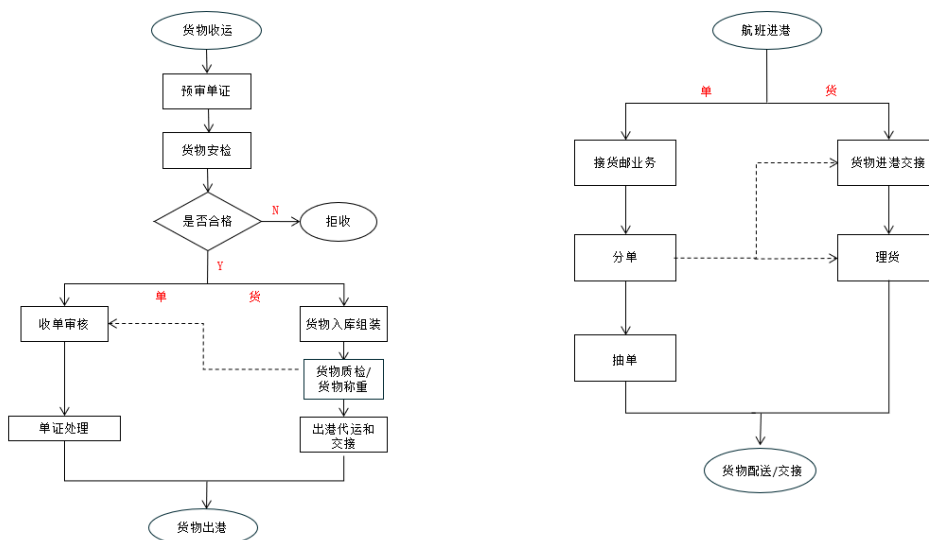 货物收运
预审单证
货物安检
是否合格
N
拒收
Y
单
货
收单审核
货物入库组装
货物质检/
货物称重
单证处理
出港代运和
交接
货物出港
航班进港
单
货
接货邮业务
货物进港交接
分单
理货
抽单
货物配送/交接